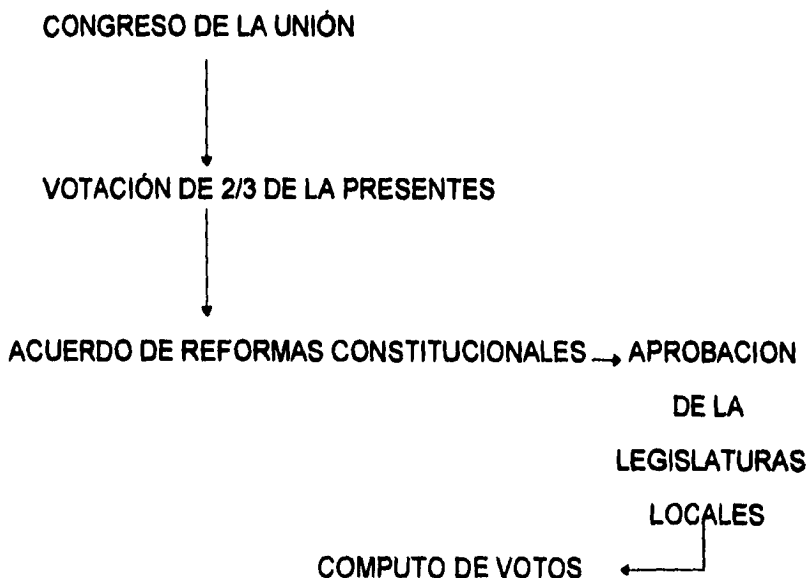 CONGRESO DE LA UNIÓN
VOTACIÓN DE 2/3 DE LA PRESENTES
ACUERDO DE REFORMAS CONSTITUCIONALES → APROBACION
DE LA
LEGISLATURAS
LOCALES
COMPUTO DE VOTOS